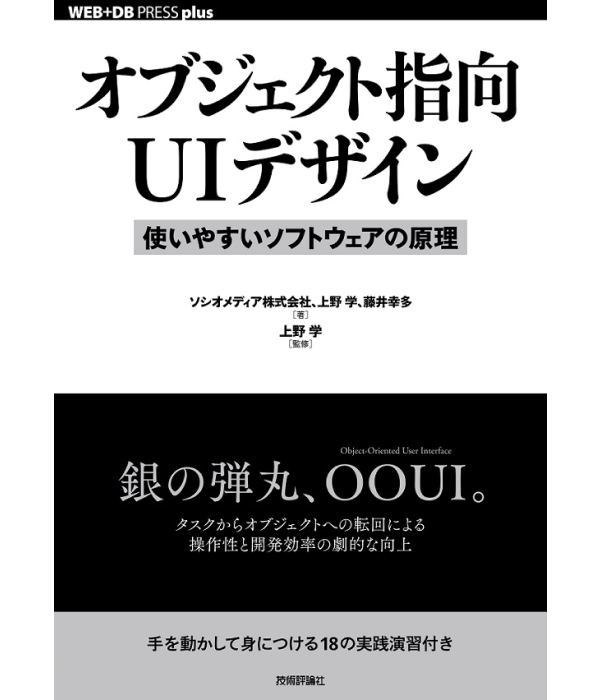 WEB+DB PRESS plus
オブジェクト指向
UIデザイン
使いやすいソフトウェアの原理
ソシオメディア株式会社、上野 学、藤井幸多
［著］
上野 学
［監修］
Object-Oriented User Interface
銀の弾丸、OOUI。
タスクからオブジェクトへの転回による
操作性と開発効率の劇的な向上
手を動かして身につける18の実践演習付き
技術評論社